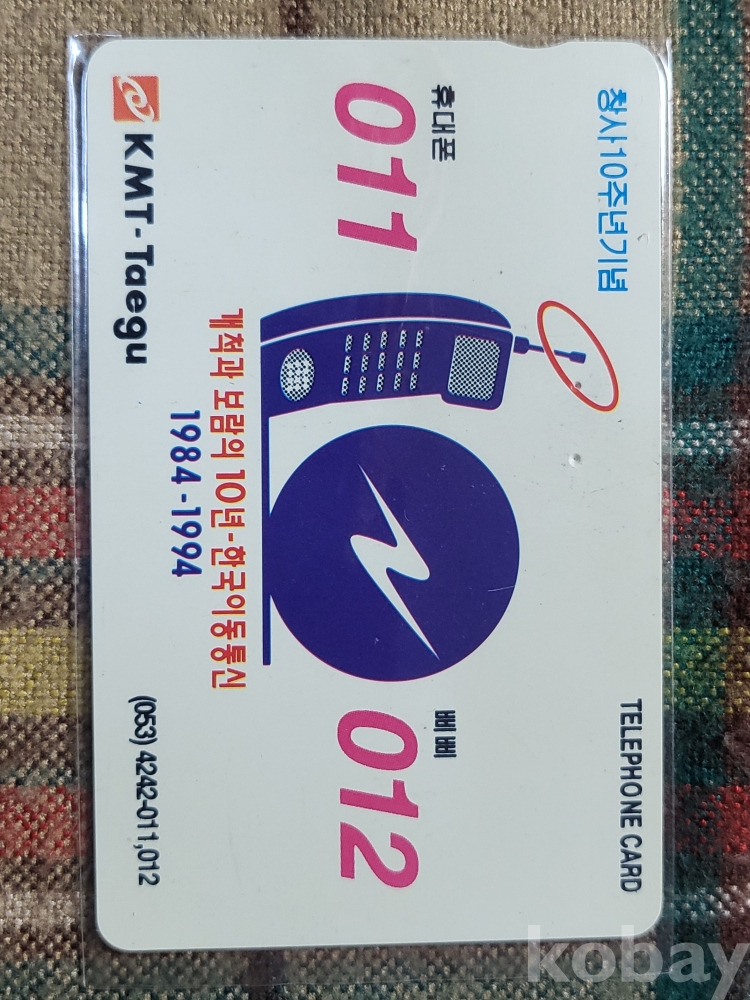 창사10주년기념
TELEPHONE CARD
휴대폰
011
삐삐
012
개척과 보람의 10년-한국이동통신
1984-1994
KMT-Taegu
(053) 4242-011,012
kobay